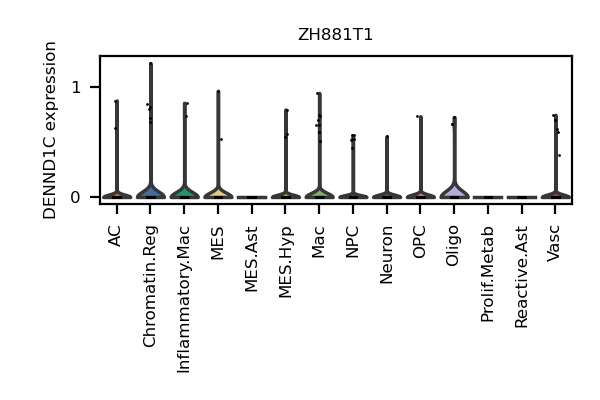 ZH881T1
DENND1C expression
1
0
AC
Chromatin.Reg
Inflammatory.Mac
MES
MES.Ast
MES.Hyp
Mac
NPC
Neuron
OPC
Oligo
Prolif.Metab
Reactive.Ast
Vasc